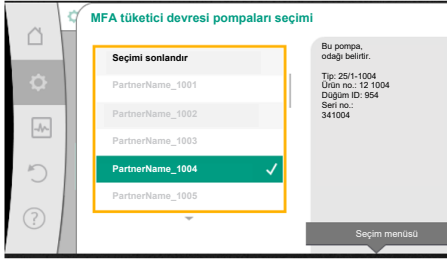 MFA tüketici devresi pompaları seçimi
Seçimi sonlandır
PartnerName_1001
PartnerName_1002
PartnerName_1003
PartnerName_1004
PartnerName_1005
Bu pompa,
odağı belirtir.
Tip: 25/1-1004
Ürün no.: 12 1004
Düğüm ID: 954
Seri no.:
341004
Seçim menüsü
?